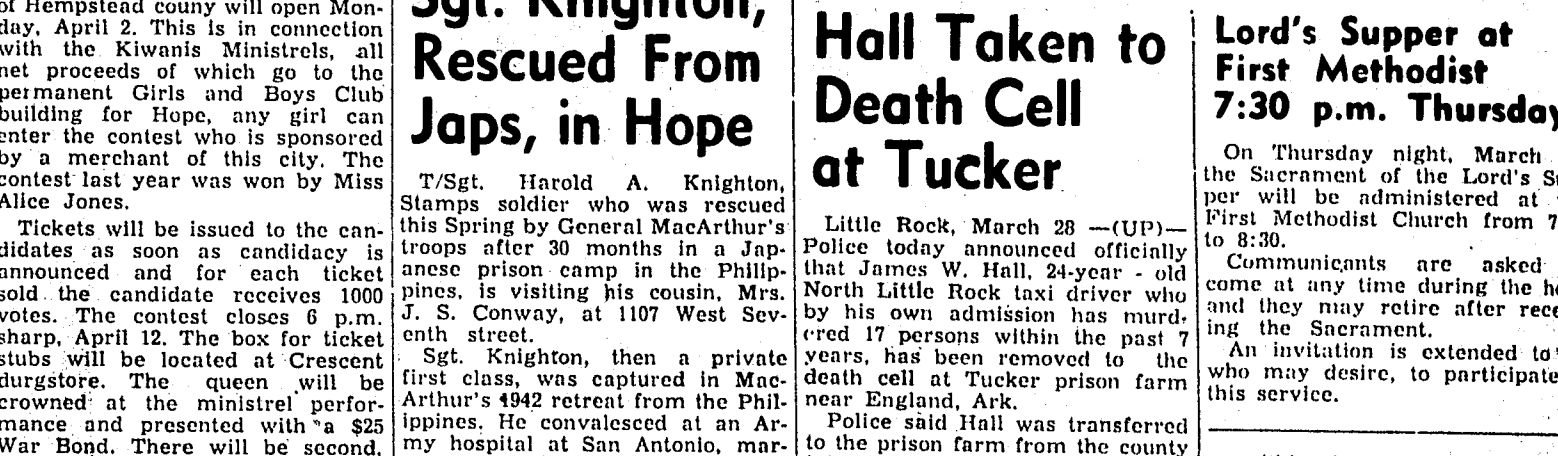 of Hempstead couny will open Mon-
day, April 2. This is in connection
with the Kiwanis Ministrels, all
net proceeds of which go to the
permanent Girls and Boys Club
building for Hope, any girl can
enter the contest who is sponsored
by a merchant of this city. The
contest last year was won by Miss
Alice Jones.
Tickets will be issued to the can-
didates as soon as candidacy is
announced and for each ticket
sold the candidate receives 1000
votes. The contest closes 6 p.m.
sharp, April 12. The box for ticket
stubs will be located at Crescent
durgstore. The queen will be
crowned at the ministrel perfor-
mance and presented with a $25
War Bond. There will be second,
Sgt. Knighton,
Rescued From
Japs, in Hope
T/Sgt. Harold A. Knighton,
Stamps soldier who was rescued
this Spring by General MacArthur's
troops after 30 months in a Jap-
anese prison camp in the Philip-
pines, is visiting his cousin, Mrs.
J. S. Conway, at 1107 West Sev-
enth street.
Sgt. Knighton, then a private
first class, was captured in Mac-
Arthur's 1942 retreat from the Phil-
ippines. He convalesced at an Ar-
my hospital at San Antonio, mar-
Hall Taken to
Death Cell
at Tucker
Little Rock, March 28 —(UP)—
Police today announced officially
that James W. Hall, 24-year - old
North Little Rock taxi driver who
by his own admission has murd-
ered 17 persons within the past 7
years, has been removed to the
death cell at Tucker prison farm
near England, Ark.
Police said Hall was transferred
to the prison farm from the county
Lord's Supper at
First Methodist
7:30 p.m. Thursday
On Thursday night, March
the Sacrament of the Lord's Su
per will be administered at
First Methodist Church from 7
to 8:30.
Communicants are asked
come at any time during the ho
and they may retire after rece
ing the Sacrament.
An invitation is extended to
who may desire, to participate
this service.